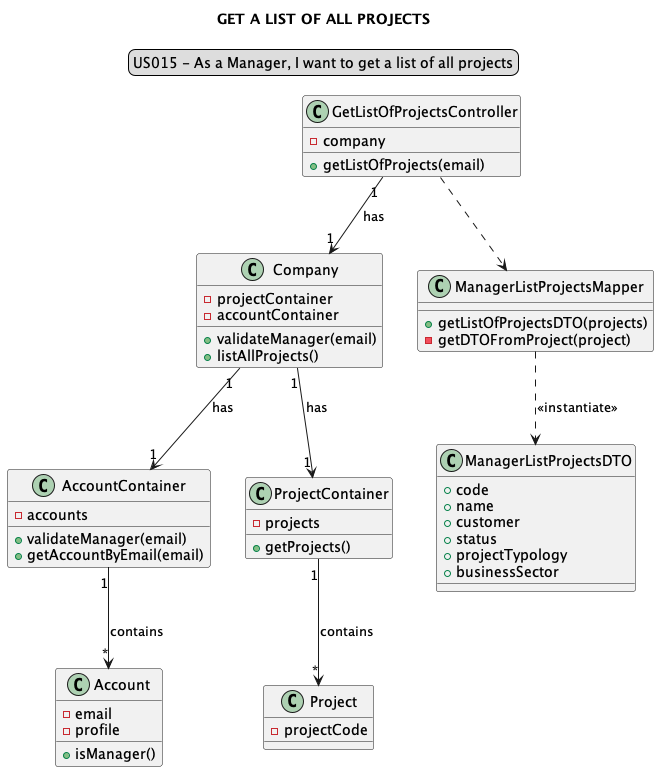 GET A LIST OF ALL PROJECTS
US015 - As a Manager, I want to get a list of all projects
C GetListOfProjectsController
company
getListOfProjects(email)
1
has
1
C Company
projectContainer
accountContainer
validateManager(email)
listAllProjects()
C ManagerListProjectsMapper
getListOfProjectsDTO(projects)
getDTOFromProject(project)
1
has
1
1
has
1
«instantiate»
C AccountContainer
accounts
validateManager(email)
getAccountByEmail(email)
C ProjectContainer
projects
getProjects()
C ManagerListProjectsDTO
code
name
customer
status
projectTypology
businessSector
1
contains
*
1
contains
*
C Account
email
profile
isManager()
C Project
projectCode